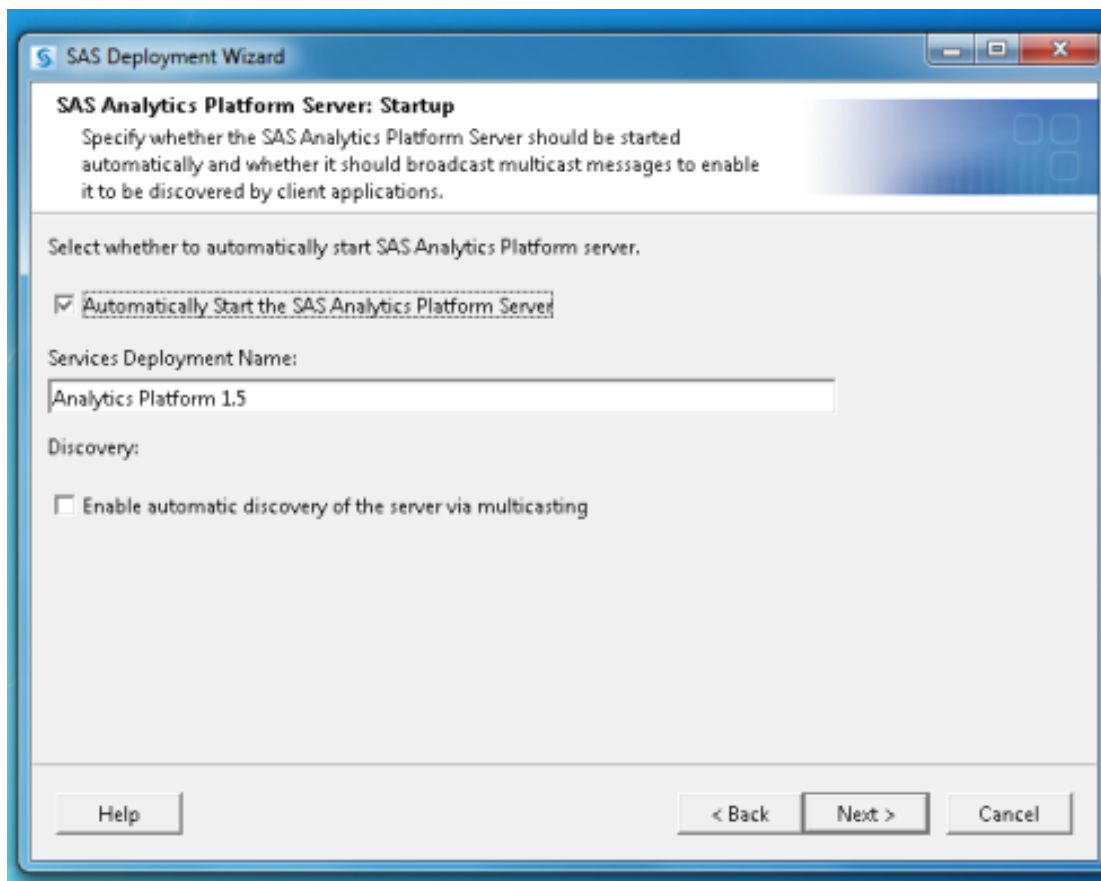 SAS Deployment Wizard
SAS Analytics Platform Server: Startup
Specify whether the SAS Analytics Platform Server should be started
automatically and whether it should broadcast multicast messages to enable
it to be discovered by client applications.
Select whether to automatically start SAS Analytics Platform server.
Automatically Start the SAS Analytics Platform Server
Services Deployment Name:
Analytics Platform 1.5
Discovery:
Enable automatic discovery of the server via multicasting
Help
< Back
Next >
Cancel